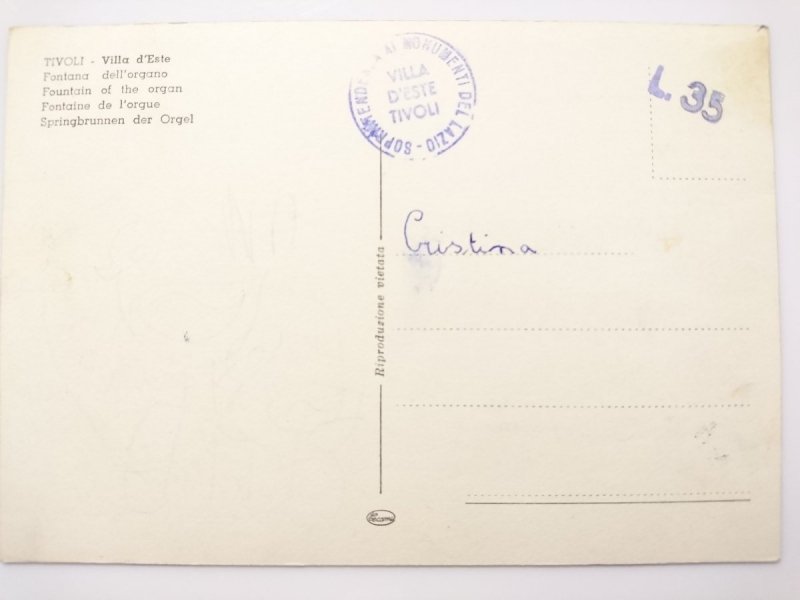 TIVOLI - Villa d'Este
Fontana dell'organo
Fountain of the organ
Fontaine de l'orgue
Springbrunnen der Orgel
SOPRINTENDENZA AI MONUMENTI DEL LAZIO -
VILLA
D'ESTE
TIVOLI
L. 35
Cristina
Riproduzione vietata